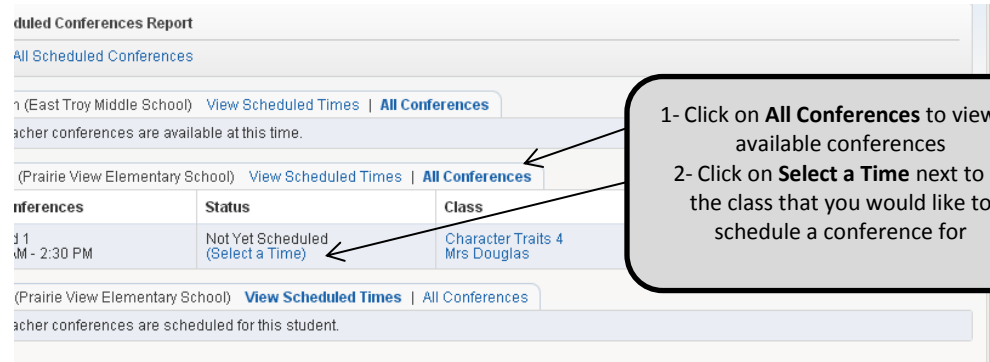 duled Conferences Report
All Scheduled Conferences
n (East Troy Middle School) View Scheduled Times | All Conferences
acher conferences are available at this time.
(Prairie View Elementary School) View Scheduled Times | All Conferences
nferences Status Class
d 1 Not Yet Scheduled Character Traits 4
AM - 2:30 PM (Select a Time) Mrs Douglas
(Prairie View Elementary School) View Scheduled Times | All Conferences
acher conferences are scheduled for this student.
1- Click on All Conferences to view
available conferences
2- Click on Select a Time next to
the class that you would like to
schedule a conference for